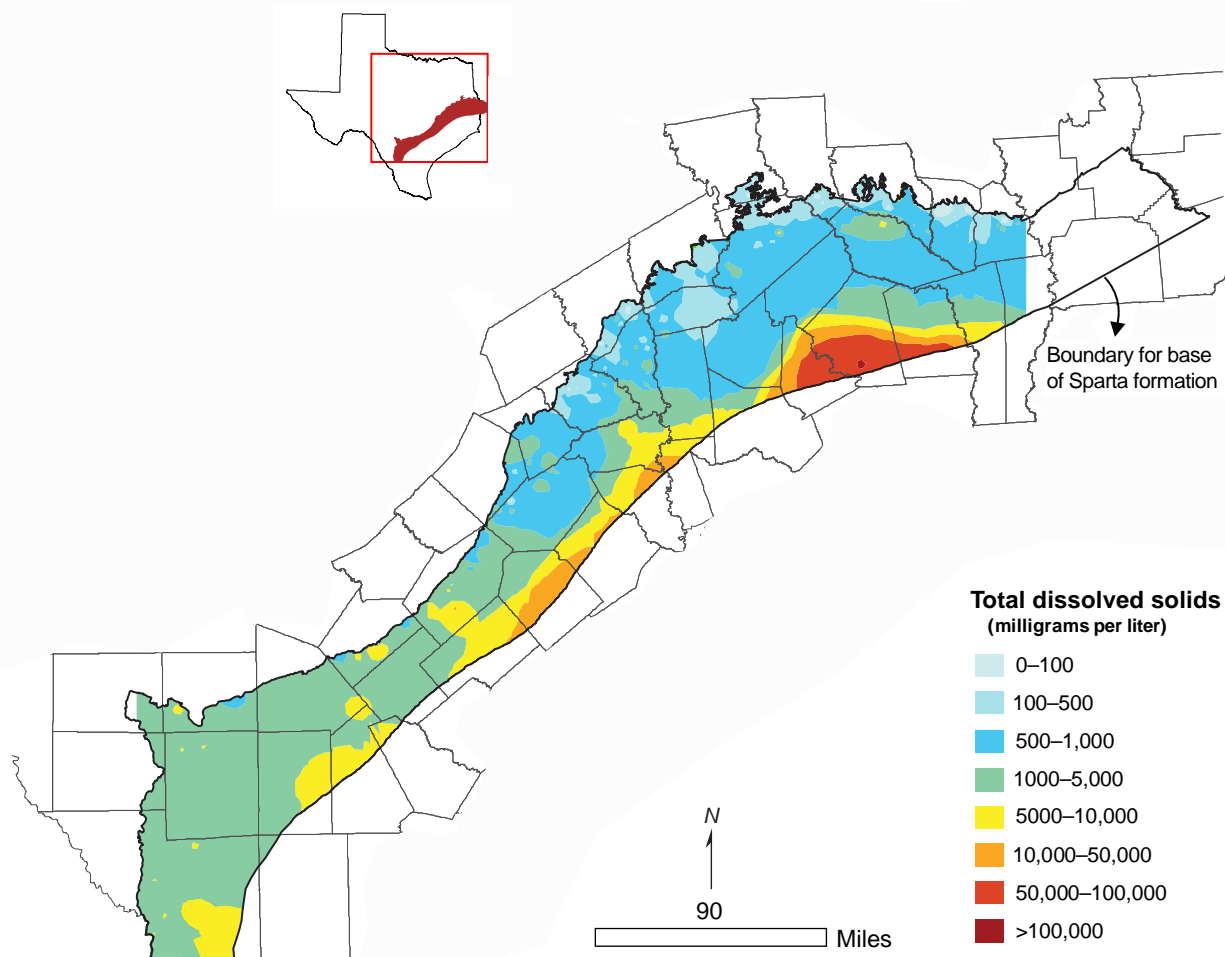 Boundary for base
of Sparta formation
Total dissolved solids
(milligrams per liter)
0–100
100–500
500–1,000
1000–5,000
5000–10,000
10,000–50,000
50,000–100,000
>100,000
N
90
Miles